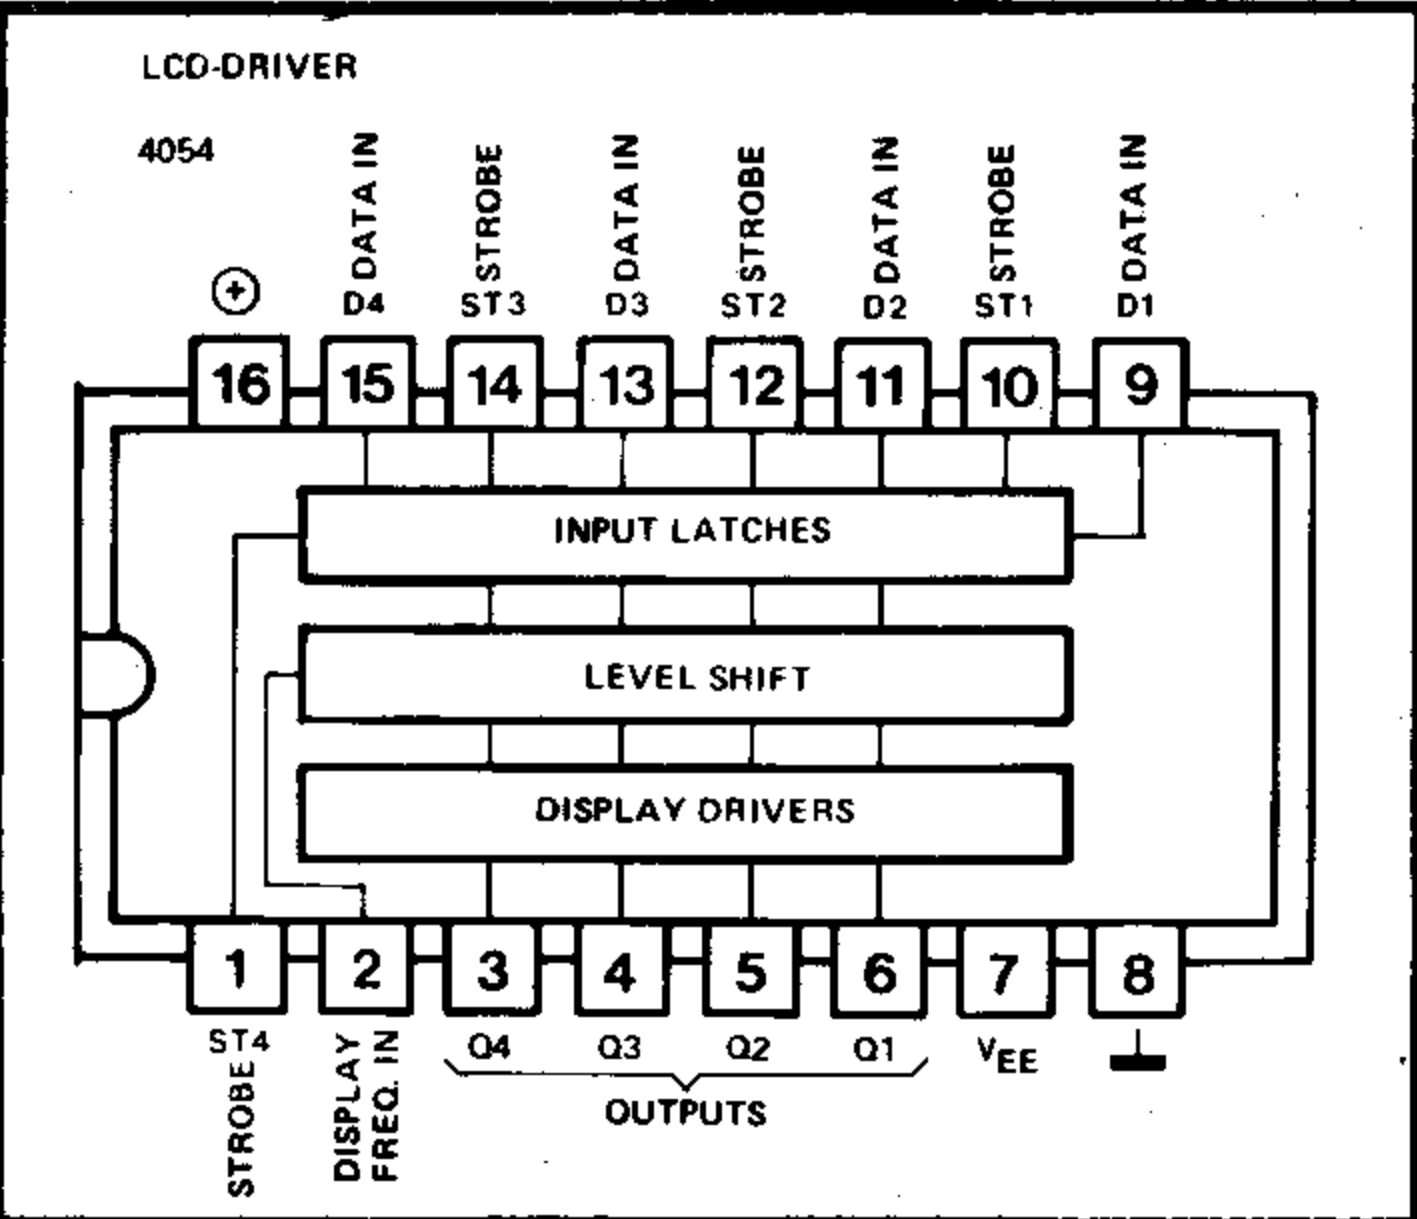 LCD-DRIVER
4054
DATA IN
STROBE
DATA IN
STROBE
DATA IN
STROBE
DATA IN
+ D4 ST3 D3 ST2 D2 ST1 D1
16 15 14 13 12 11 10 9
INPUT LATCHES
LEVEL SHIFT
DISPLAY DRIVERS
1 2 3 4 5 6 7 8
ST4 Q4 Q3 Q2 Q1 VEE
STROBE
DISPLAY
FREQ. IN
OUTPUTS